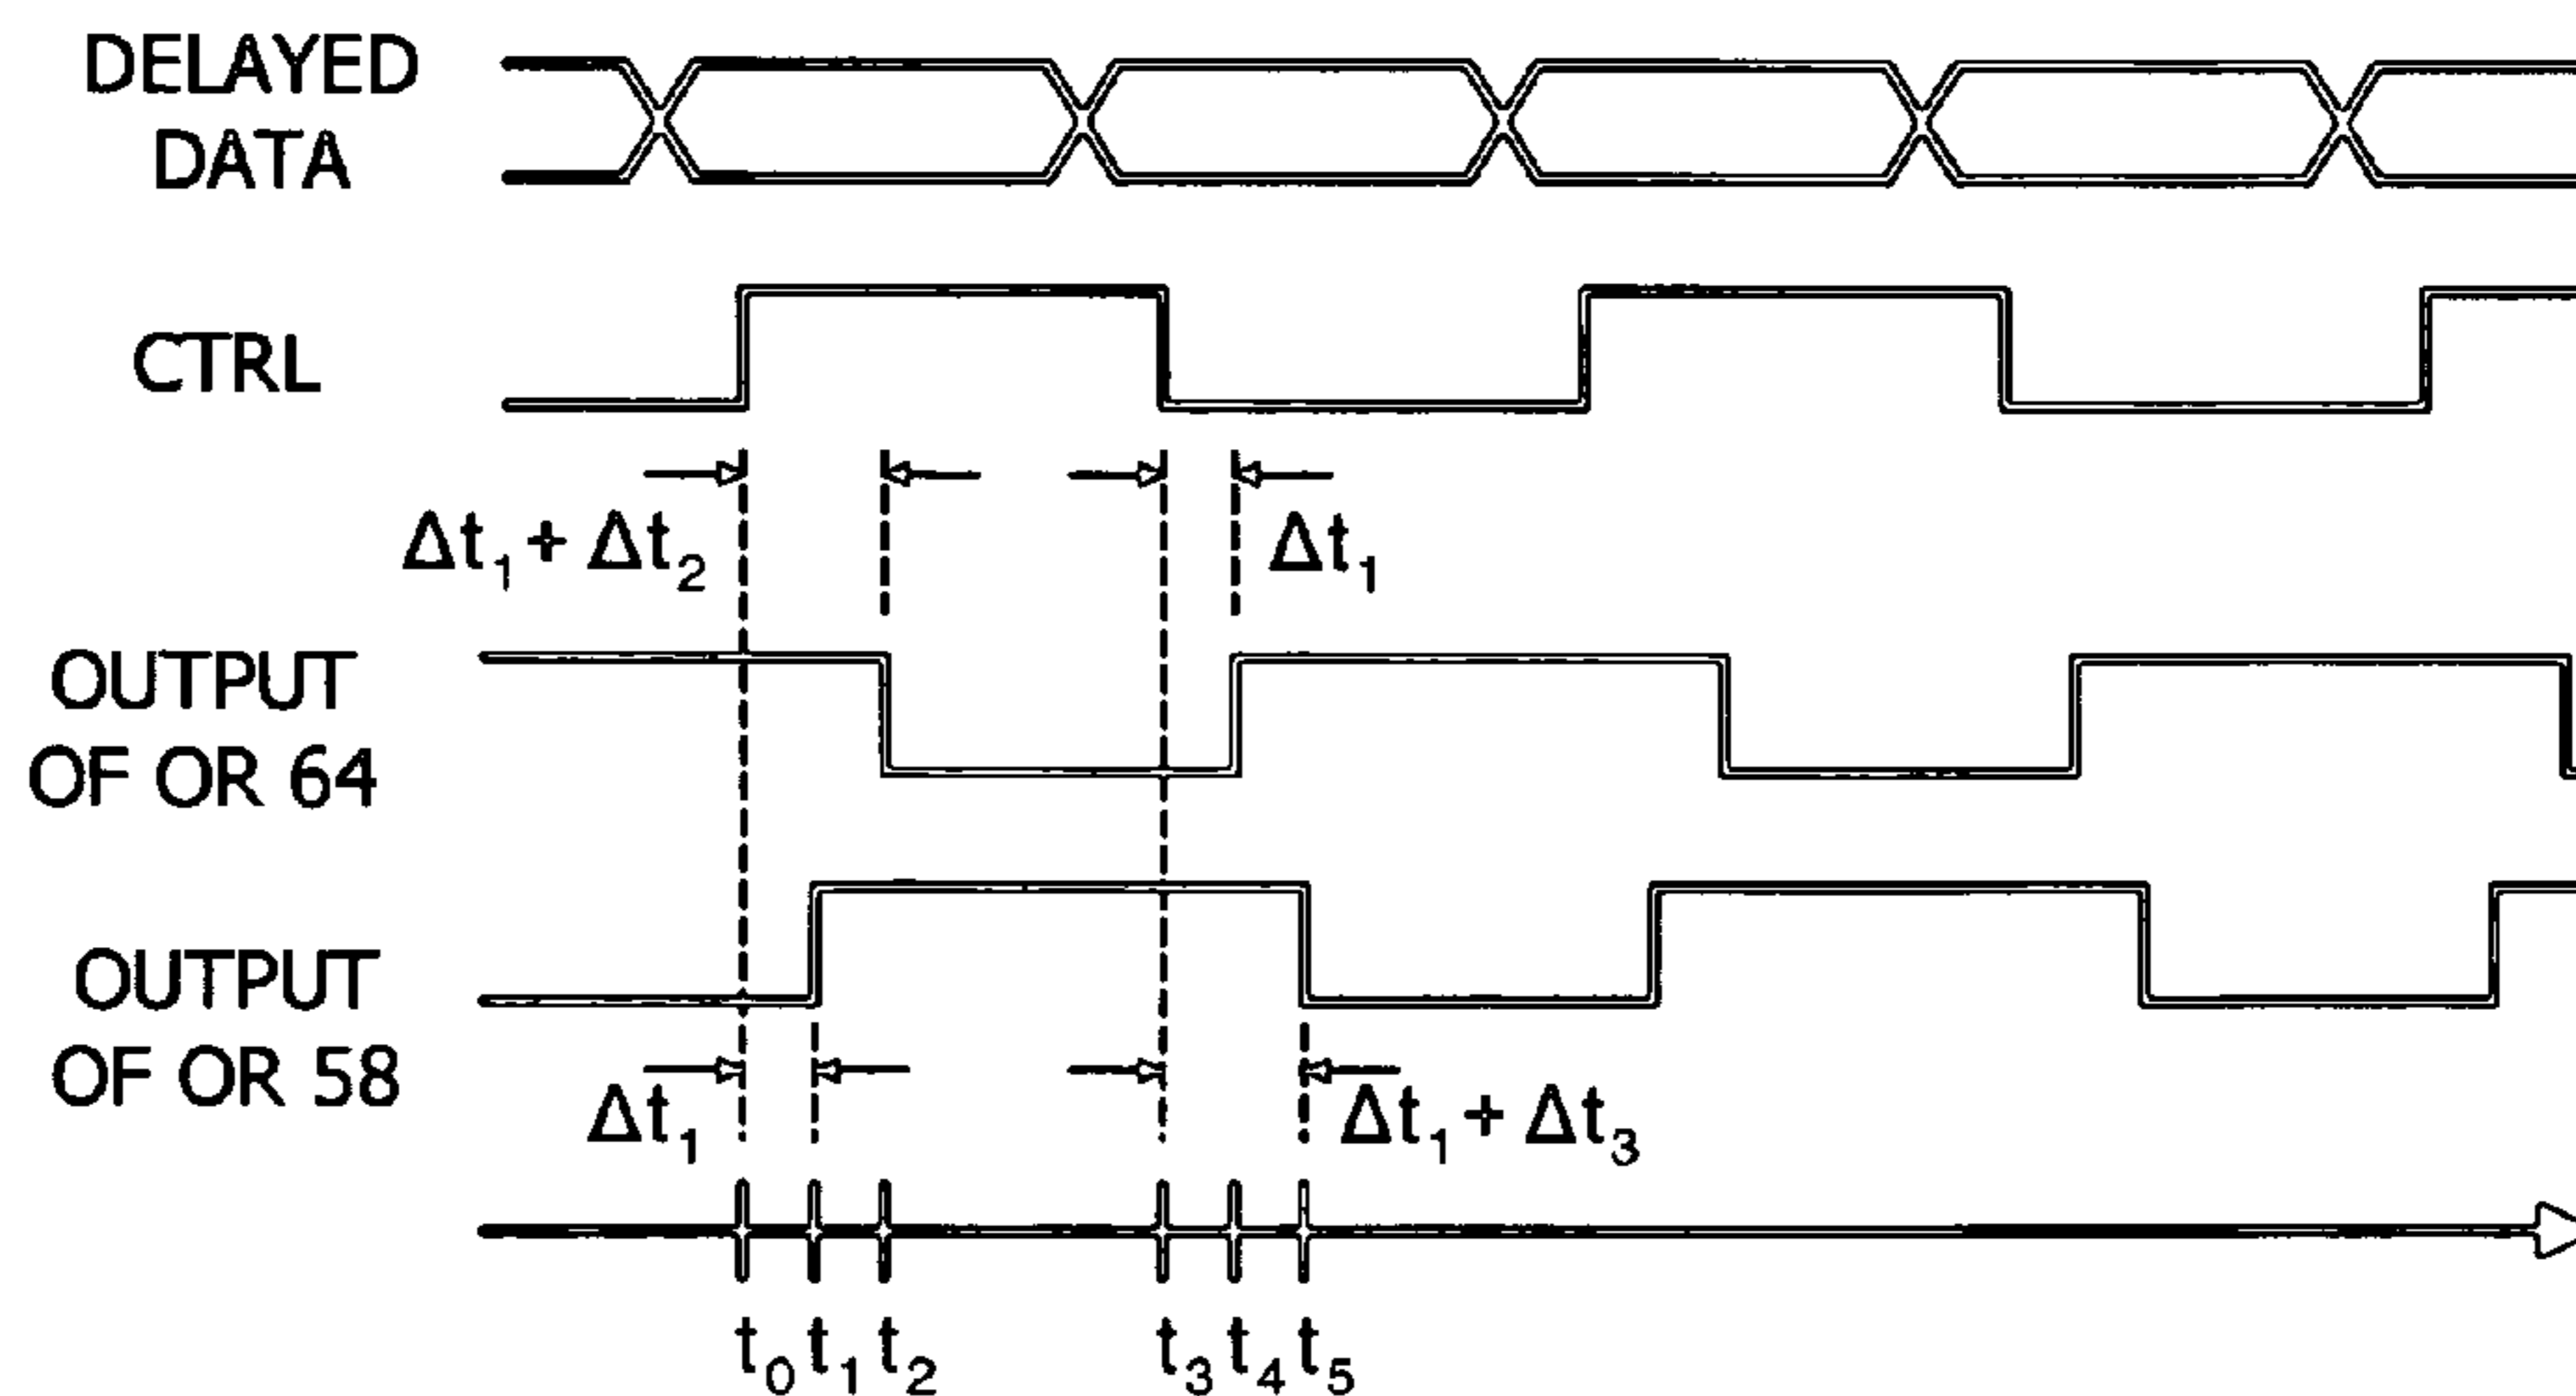 DELAYED
DATA
CTRL
Δt₁ + Δt₂
Δt₁
OUTPUT
OF OR 64
OUTPUT
OF OR 58
Δt₁
Δt₁ + Δt₃
t₀ t₁ t₂ t₃ t₄ t₅